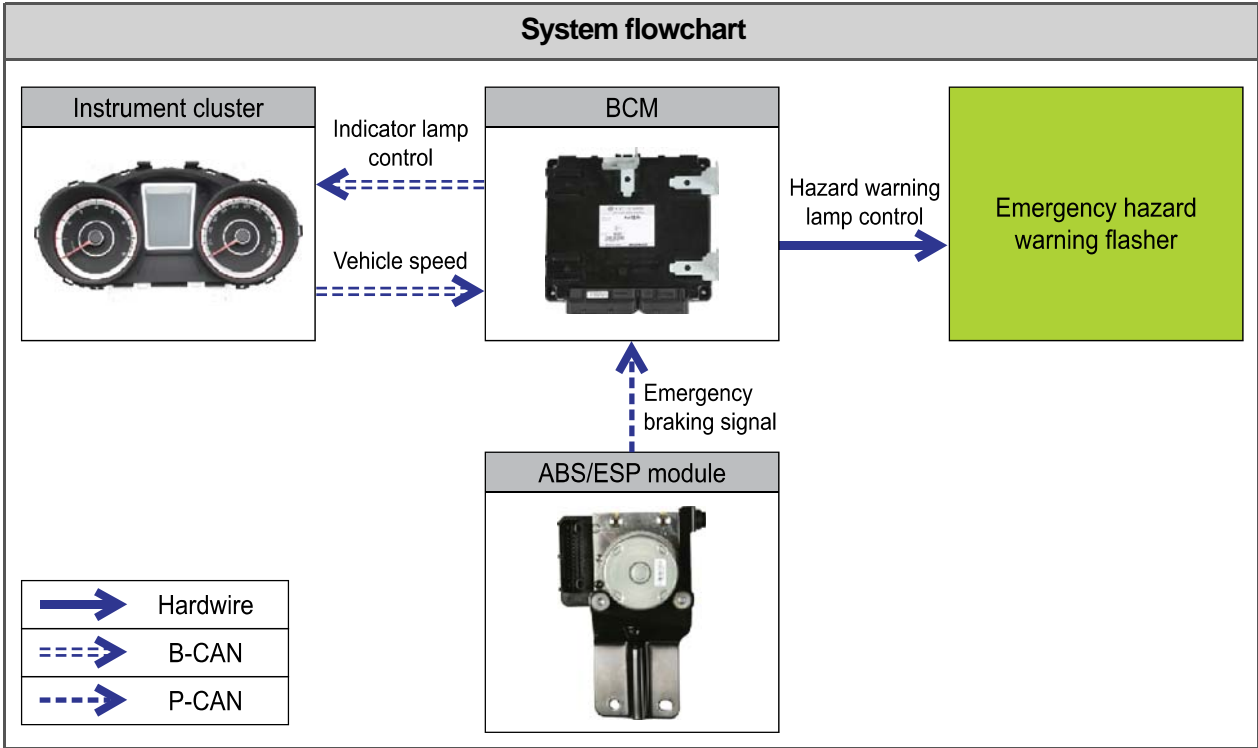 System flowchart
Instrument cluster
Indicator lamp
control
Vehicle speed
BCM
Hazard warning
lamp control
Emergency hazard
warning flasher
Emergency
braking signal
ABS/ESP module
Hardwire
B-CAN
P-CAN